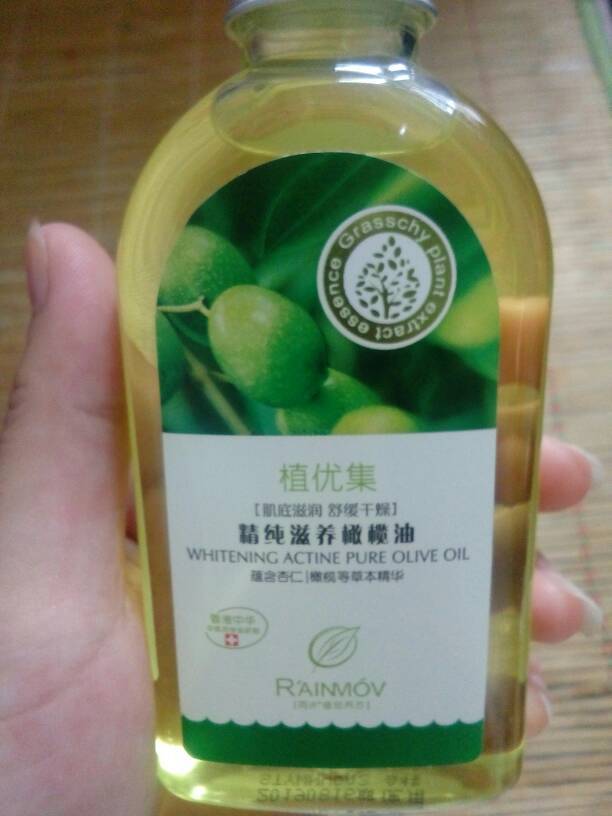 Grasschy plant extract essence
植优集
【肌底滋润 舒缓干燥】
精纯滋养橄榄油
WHITENING ACTINE PURE OLIVE OIL
蕴含杏仁|橄榄等草本精华
R'AINMÓV